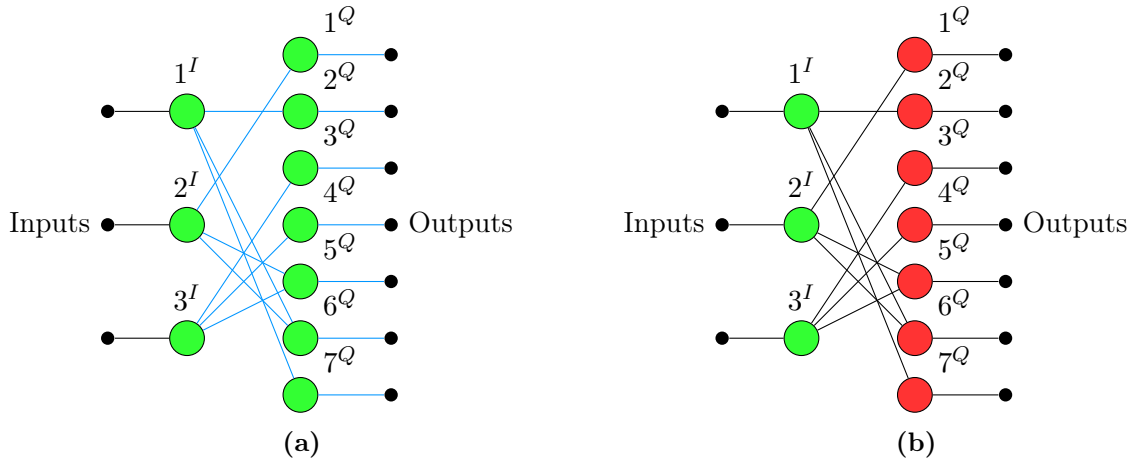 1^Q
2^Q
1^I
3^Q
2^I
4^Q
Inputs
Outputs
5^Q
3^I
6^Q
7^Q
(a)
1^Q
2^Q
1^I
3^Q
2^I
4^Q
Inputs
Outputs
5^Q
3^I
6^Q
7^Q
(b)